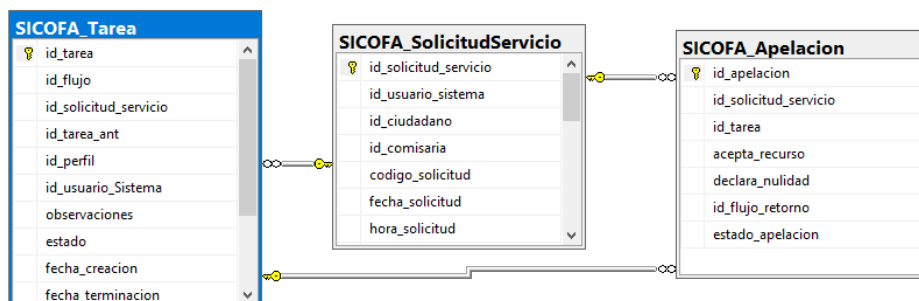 SICOFA_Tarea
id_tarea
id_flujo
id_solicitud_servicio
id_tarea_ant
id_perfil
id_usuario_Sistema
observaciones
estado
fecha_creacion
fecha_terminacion
SICOFA_SolicitudServicio
id_solicitud_servicio
id_usuario_sistema
id_ciudadano
id_comisaria
codigo_solicitud
fecha_solicitud
hora_solicitud
SICOFA_Apelacion
id_apelacion
id_solicitud_servicio
id_tarea
acepta_recurso
declara_nulidad
id_flujo_retorno
estado_apelacion